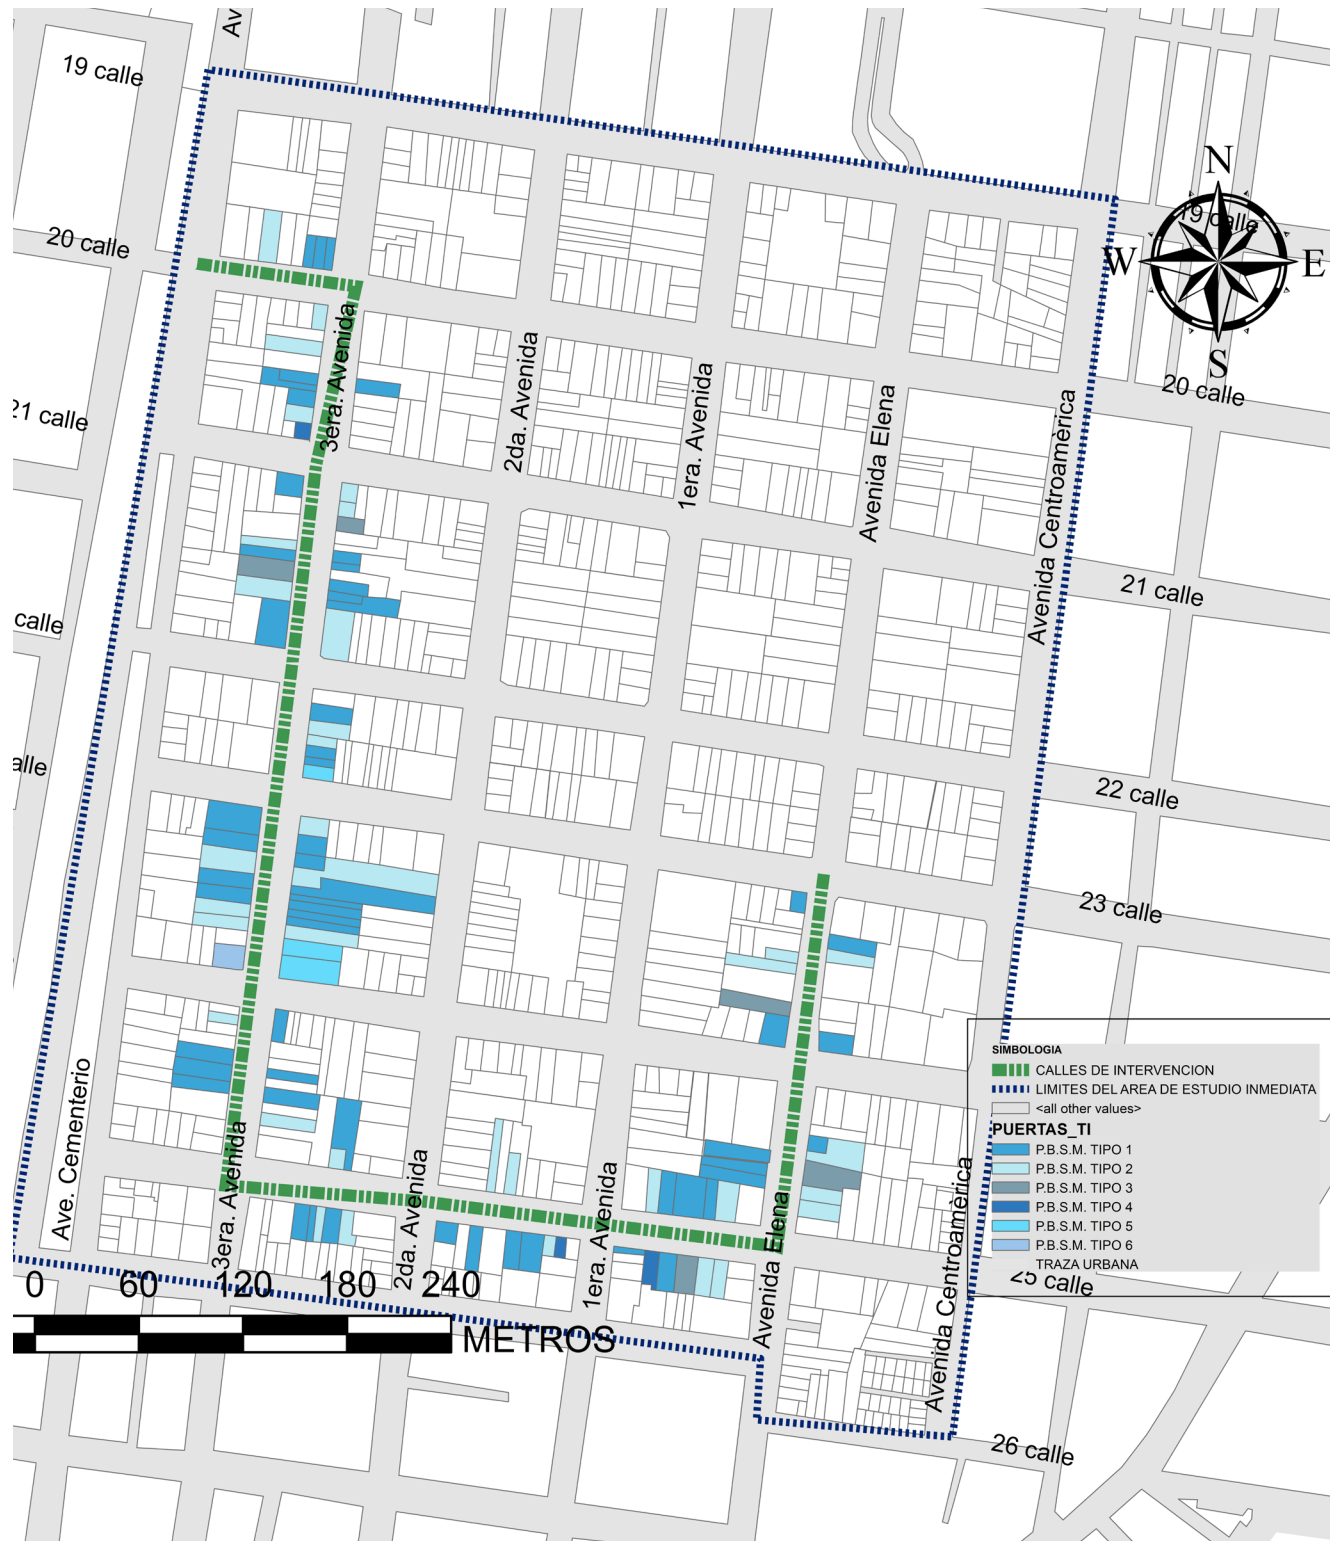 Av
19 calle
N
19 calle
W
E
20 calle
S
20 calle
3era. Avenida
2da. Avenida
1era. Avenida
Avenida Elena
Avenida Centroamèrica
21 calle
21 calle
calle
22 calle
alle
23 calle
SIMBOLOGIA
CALLES DE INTERVENCION
LIMITES DEL AREA DE ESTUDIO INMEDIATA
<all other values>
PUERTAS_TI
P.B.S.M. TIPO 1
P.B.S.M. TIPO 2
P.B.S.M. TIPO 3
P.B.S.M. TIPO 4
P.B.S.M. TIPO 5
P.B.S.M. TIPO 6
TRAZA URBANA
Ave. Cementerio
3era. Avenida
2da. Avenida
1era. Avenida
Avenida Elena
Avenida Centroamèrica
25 calle
0 60 120 180 240
METROS
26 calle